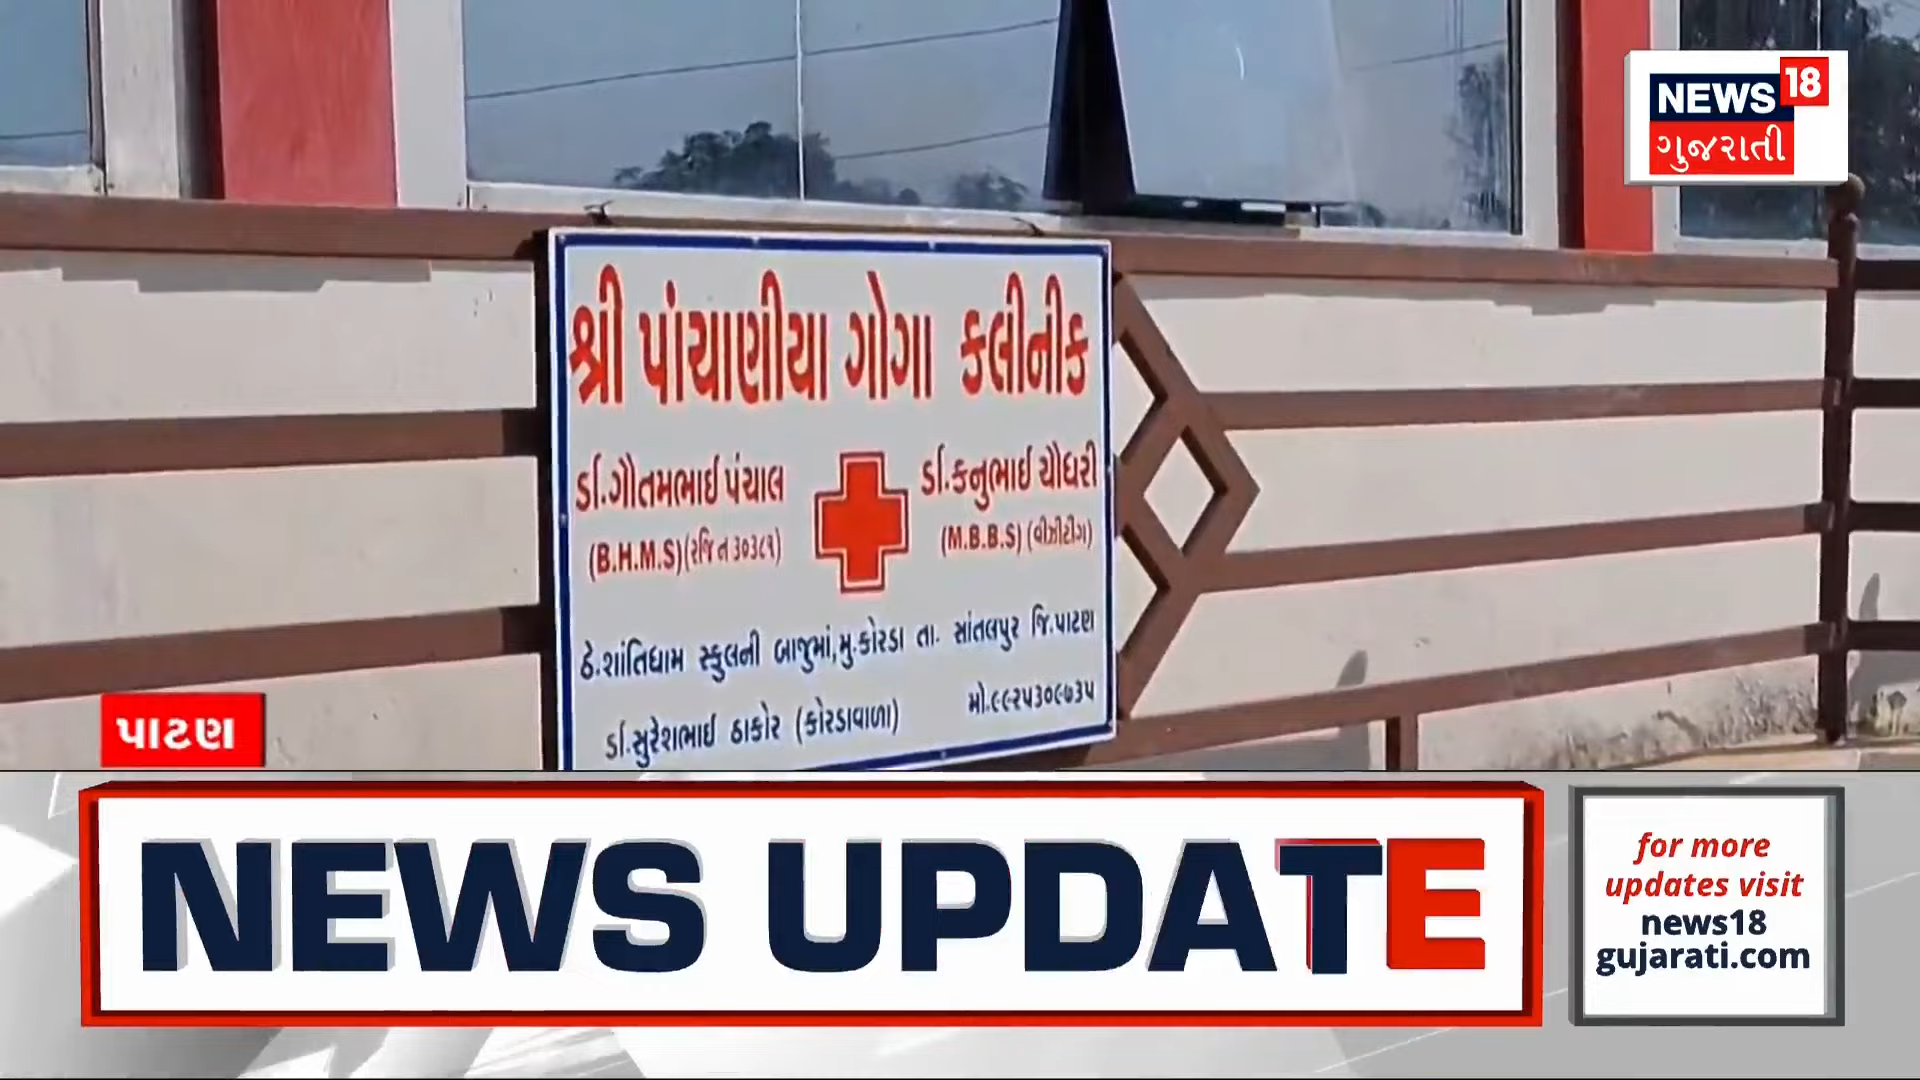 NEWS 18
ગુજરાતી
શ્રી પાંચાણીયા ગોગા કલીનીક
ર્ડા.ગૌતમભાઈ પંચાલ
(B.H.M.S)(રજિ નં ૩૦૩૮૧)
ર્ડા.કનુભાઈ ચૌધરી
(M.B.B.S) (વીઝીટીંગ)
ઠે.શાંતિધામ સ્કુલની બાજુમાં,મુ.કોરડા તા. સાંતલપુર જિ.પાટણ
ર્ડા.સુરેશભાઈ ઠાકોર (કોરડાવાળા) મો.૯૯૨૫૩૦૯૭૩૫
પાટણ
NEWS UPDATE
for more
updates visit
news18
gujarati.com